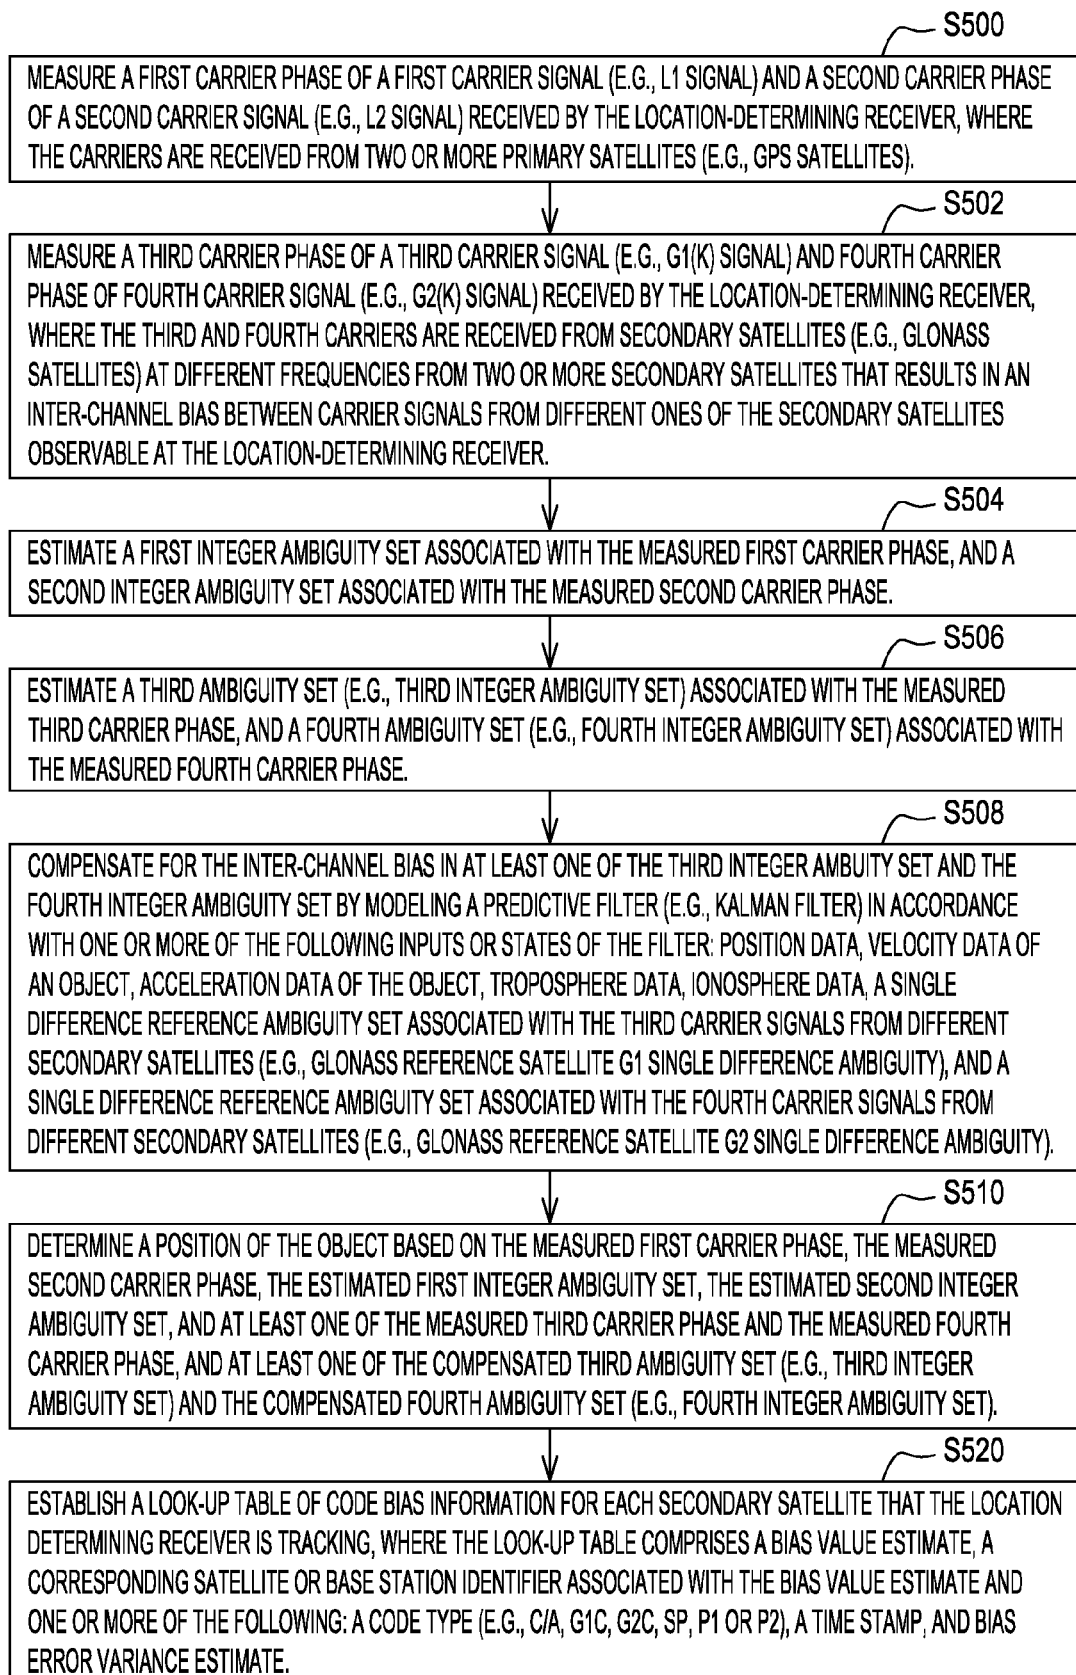 S500
MEASURE A FIRST CARRIER PHASE OF A FIRST CARRIER SIGNAL (E.G., L1 SIGNAL) AND A SECOND CARRIER PHASE
OF A SECOND CARRIER SIGNAL (E.G., L2 SIGNAL) RECEIVED BY THE LOCATION-DETERMINING RECEIVER, WHERE
THE CARRIERS ARE RECEIVED FROM TWO OR MORE PRIMARY SATELLITES (E.G., GPS SATELLITES).
S502
MEASURE A THIRD CARRIER PHASE OF A THIRD CARRIER SIGNAL (E.G., G1(K) SIGNAL) AND FOURTH CARRIER
PHASE OF FOURTH CARRIER SIGNAL (E.G., G2(K) SIGNAL) RECEIVED BY THE LOCATION-DETERMINING RECEIVER,
WHERE THE THIRD AND FOURTH CARRIERS ARE RECEIVED FROM SECONDARY SATELLITES (E.G., GLONASS
SATELLITES) AT DIFFERENT FREQUENCIES FROM TWO OR MORE SECONDARY SATELLITES THAT RESULTS IN AN
INTER-CHANNEL BIAS BETWEEN CARRIER SIGNALS FROM DIFFERENT ONES OF THE SECONDARY SATELLITES
OBSERVABLE AT THE LOCATION-DETERMINING RECEIVER.
S504
ESTIMATE A FIRST INTEGER AMBIGUITY SET ASSOCIATED WITH THE MEASURED FIRST CARRIER PHASE, AND A
SECOND INTEGER AMBIGUITY SET ASSOCIATED WITH THE MEASURED SECOND CARRIER PHASE.
S506
ESTIMATE A THIRD AMBIGUITY SET (E.G., THIRD INTEGER AMBIGUITY SET) ASSOCIATED WITH THE MEASURED
THIRD CARRIER PHASE, AND A FOURTH AMBIGUITY SET (E.G., FOURTH INTEGER AMBIGUITY SET) ASSOCIATED WITH
THE MEASURED FOURTH CARRIER PHASE.
S508
COMPENSATE FOR THE INTER-CHANNEL BIAS IN AT LEAST ONE OF THE THIRD INTEGER AMBUITY SET AND THE
FOURTH INTEGER AMBIGUITY SET BY MODELING A PREDICTIVE FILTER (E.G., KALMAN FILTER) IN ACCORDANCE
WITH ONE OR MORE OF THE FOLLOWING INPUTS OR STATES OF THE FILTER: POSITION DATA, VELOCITY DATA OF
AN OBJECT, ACCELERATION DATA OF THE OBJECT, TROPOSPHERE DATA, IONOSPHERE DATA, A SINGLE
DIFFERENCE REFERENCE AMBIGUITY SET ASSOCIATED WITH THE THIRD CARRIER SIGNALS FROM DIFFERENT
SECONDARY SATELLITES (E.G., GLONASS REFERENCE SATELLITE G1 SINGLE DIFFERENCE AMBIGUITY), AND A
SINGLE DIFFERENCE REFERENCE AMBIGUITY SET ASSOCIATED WITH THE FOURTH CARRIER SIGNALS FROM
DIFFERENT SECONDARY SATELLITES (E.G., GLONASS REFERENCE SATELLITE G2 SINGLE DIFFERENCE AMBIGUITY).
S510
DETERMINE A POSITION OF THE OBJECT BASED ON THE MEASURED FIRST CARRIER PHASE, THE MEASURED
SECOND CARRIER PHASE, THE ESTIMATED FIRST INTEGER AMBIGUITY SET, THE ESTIMATED SECOND INTEGER
AMBIGUITY SET, AND AT LEAST ONE OF THE MEASURED THIRD CARRIER PHASE AND THE MEASURED FOURTH
CARRIER PHASE, AND AT LEAST ONE OF THE COMPENSATED THIRD AMBIGUITY SET (E.G., THIRD INTEGER
AMBIGUITY SET) AND THE COMPENSATED FOURTH AMBIGUITY SET (E.G., FOURTH INTEGER AMBIGUITY SET).
S520
ESTABLISH A LOOK-UP TABLE OF CODE BIAS INFORMATION FOR EACH SECONDARY SATELLITE THAT THE LOCATION
DETERMINING RECEIVER IS TRACKING, WHERE THE LOOK-UP TABLE COMPRISES A BIAS VALUE ESTIMATE, A
CORRESPONDING SATELLITE OR BASE STATION IDENTIFIER ASSOCIATED WITH THE BIAS VALUE ESTIMATE AND
ONE OR MORE OF THE FOLLOWING: A CODE TYPE (E.G., C/A, G1C, G2C, SP, P1 OR P2), A TIME STAMP, AND BIAS
ERROR VARIANCE ESTIMATE.